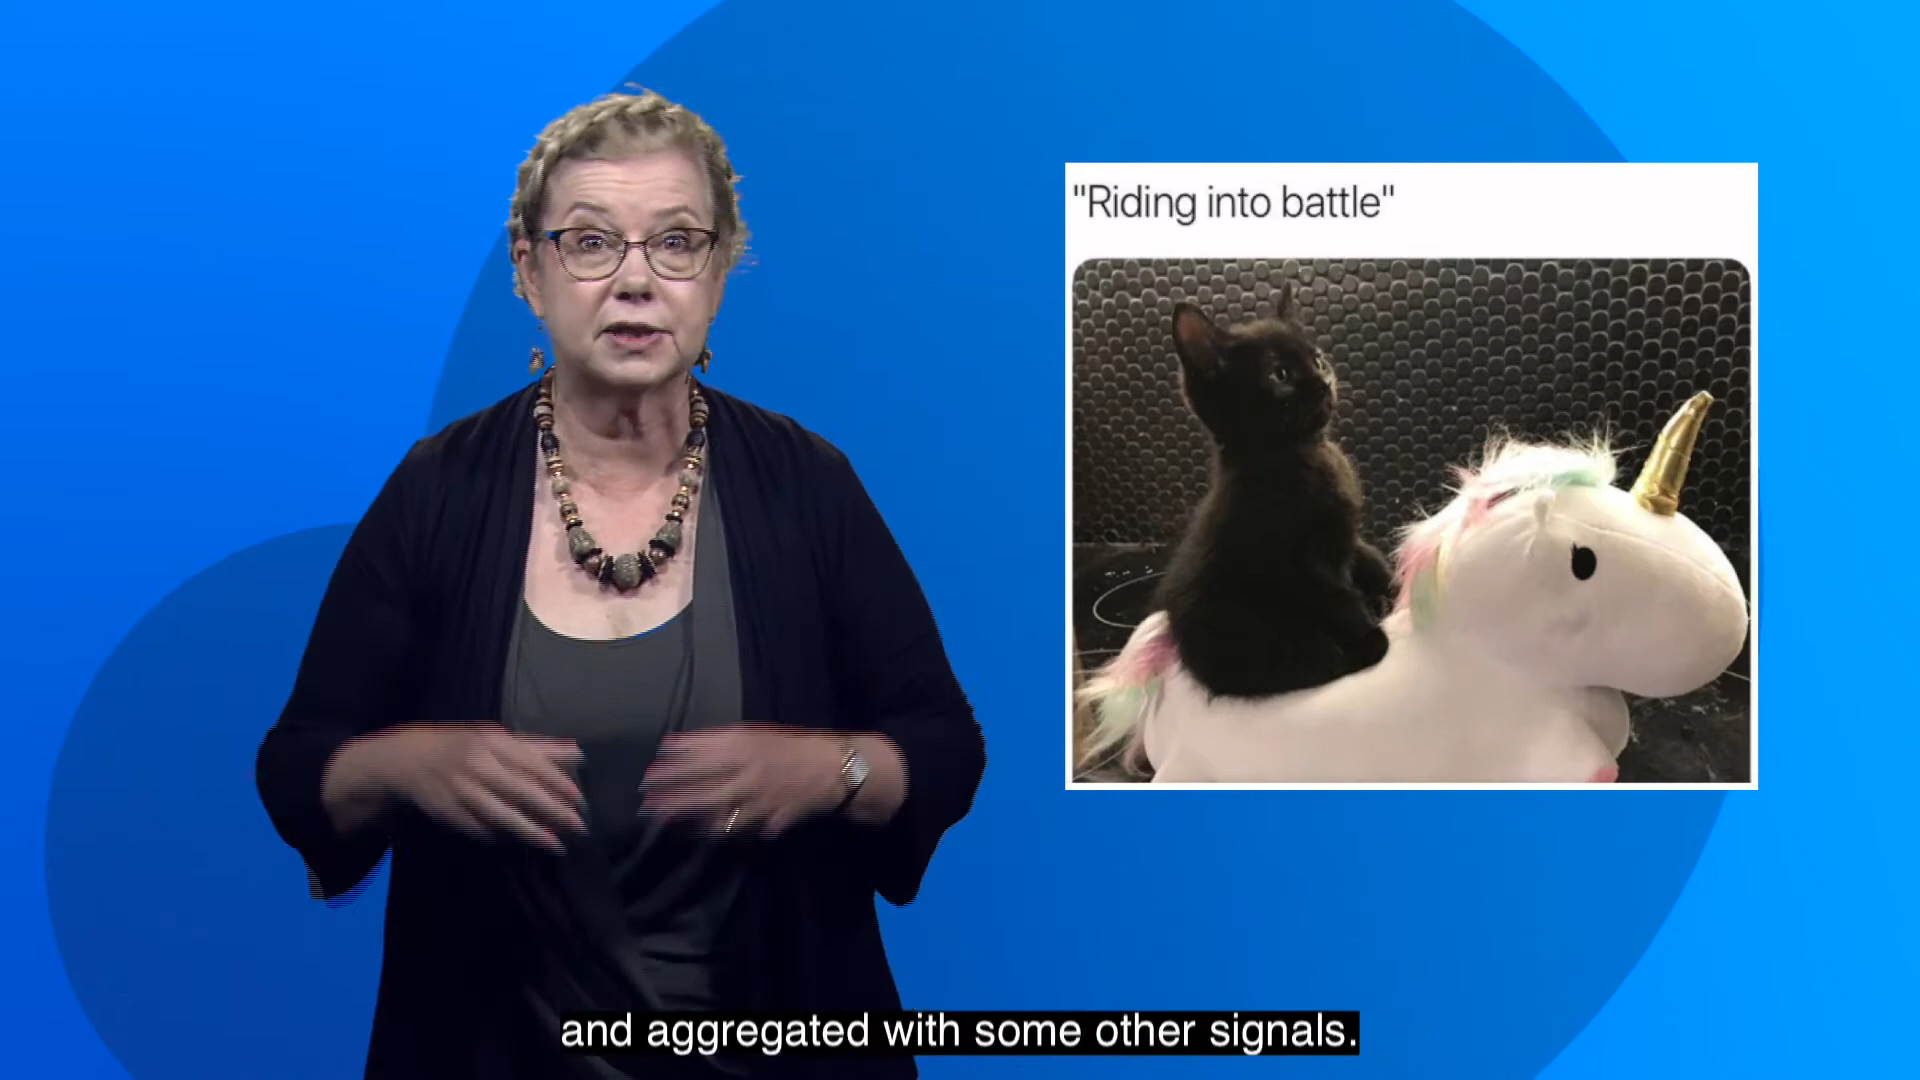 "Riding into battle"
and aggregated with some other signals.